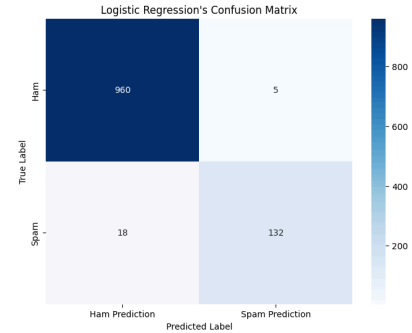 Logistic Regression's Confusion Matrix
Ham
960
5
Spam
18
132
True Label
Ham Prediction
Spam Prediction
Predicted Label
800
600
400
200